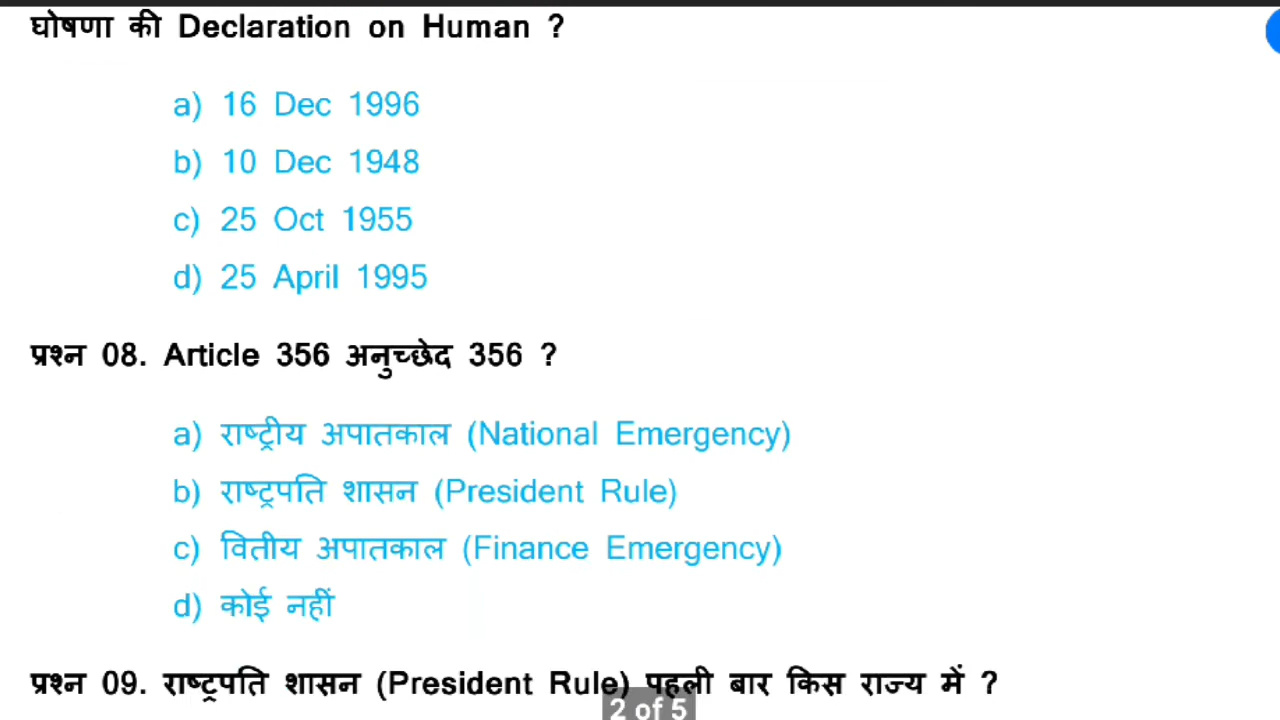 घोषणा की Declaration on Human ?
a) 16 Dec 1996
b) 10 Dec 1948
c) 25 Oct 1955
d) 25 April 1995
प्रश्न 08. Article 356 अनुच्छेद 356 ?
a) राष्ट्रीय अपातकाल (National Emergency)
b) राष्ट्रपति शासन (President Rule)
c) वितीय अपातकाल (Finance Emergency)
d) कोई नहीं
प्रश्न 09. राष्ट्रपति शासन (President Rule) पहली बार किस राज्य में ?
2 of 5